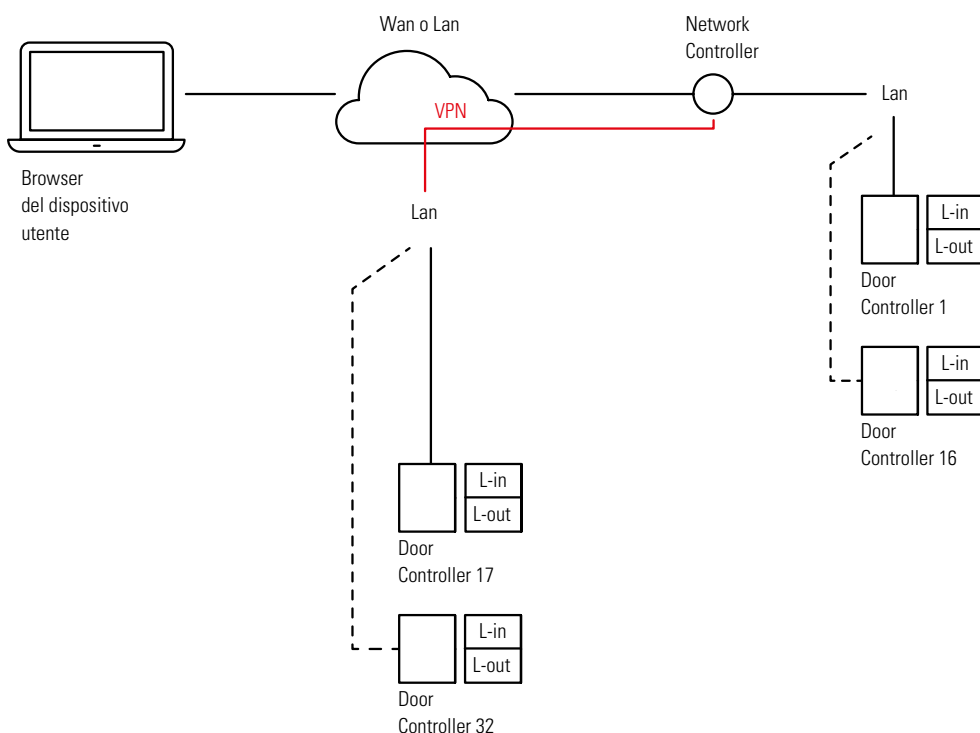 Wan o Lan
Network
Controller
VPN
Lan
Browser
del dispositivo
utente
Lan
L-in
L-out
Door
Controller 1
L-in
L-out
Door
Controller 16
L-in
L-out
Door
Controller 17
L-in
L-out
Door
Controller 32